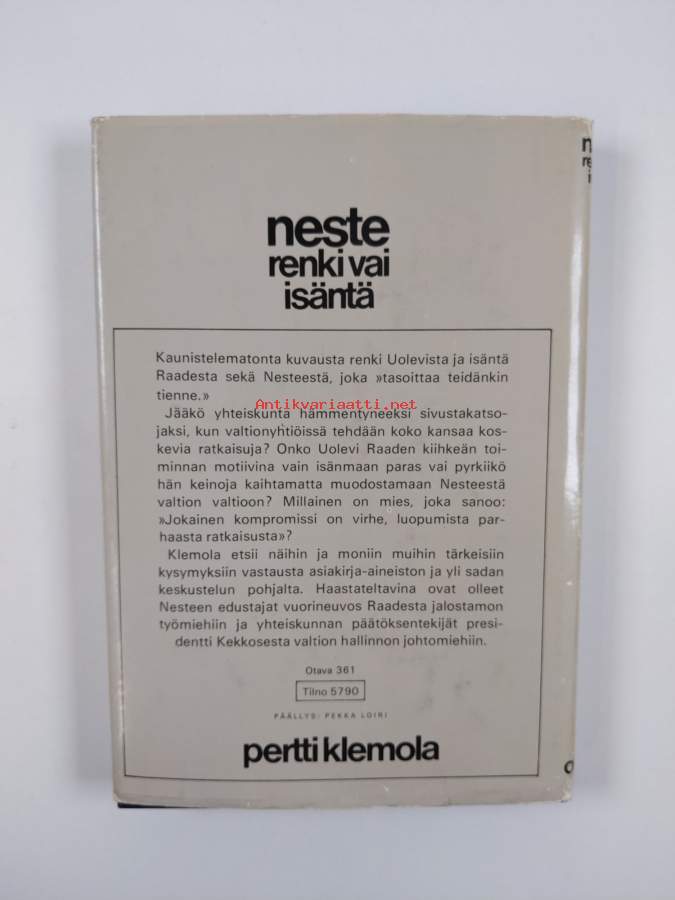 neste
renki vai
isäntä
Kaunistelematonta kuvausta renki Uolevista ja isäntä
Raadesta sekä Nesteestä, joka »tasoittaa teidänkin
tienne.»
Antikvariaatti.net
Jääkö yhteiskunta hämmentyneeksi sivustakatso-
jaksi, kun valtionyhtiöissä tehdään koko kansaa kos-
kevia ratkaisuja? Onko Uolevi Raaden kiihkeän toi-
minnan motiivina vain isänmaan paras vai pyrkiikö
hän keinoja kaihtamatta muodostamaan Nesteestä
valtion valtioon? Millainen on mies, joka sanoo:
»Jokainen kompromissi on virhe, luopumista par-
haasta ratkaisusta»?
Klemola etsii näihin ja moniin muihin tärkeisiin
kysymyksiin vastausta asiakirja-aineiston ja yli sadan
keskustelun pohjalta. Haastateltavina ovat olleet
Nesteen edustajat vuorineuvos Raadesta jalostamon
työmiehiin ja yhteiskunnan päätöksentekijät presi-
dentti Kekkosesta valtion hallinnon johtomiehiin.
Otava 361
Tilno 5790
PÄÄLLYS: PEKKA LOIRI
pertti klemola